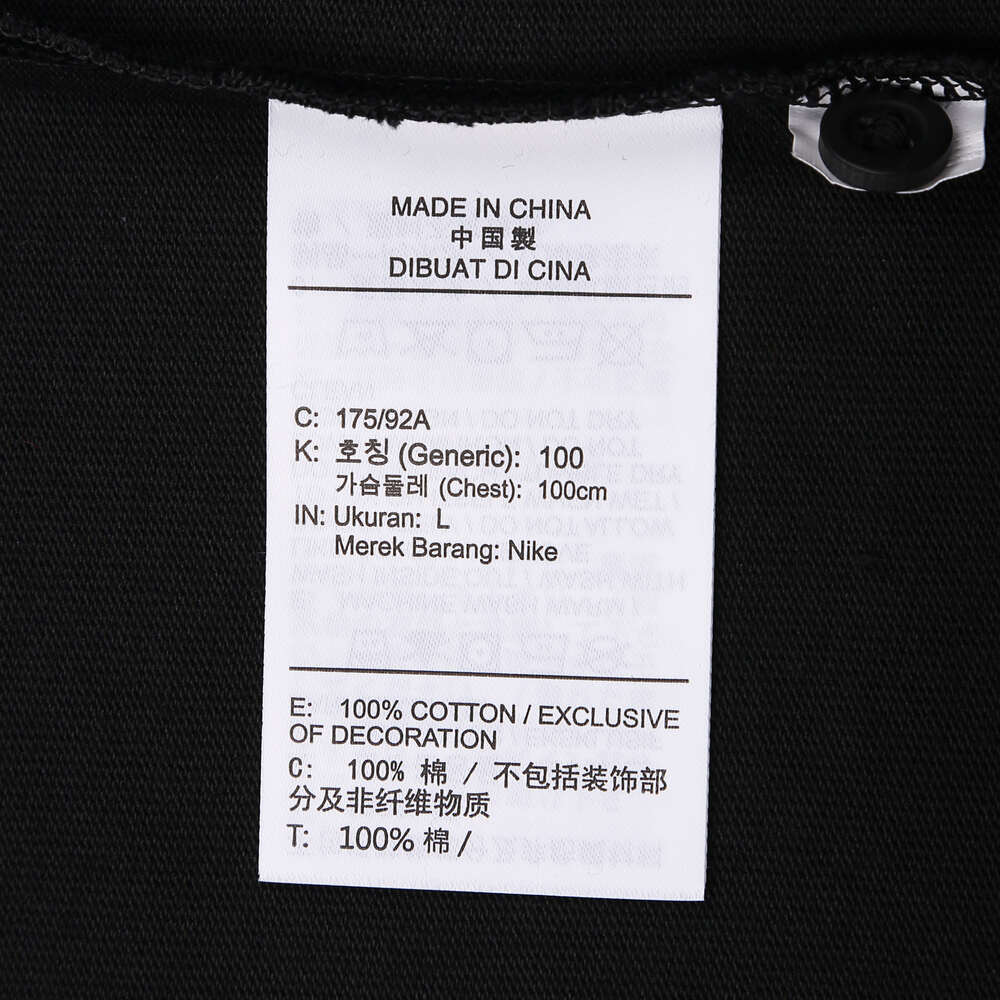 MADE IN CHINA
中国製
DIBUAT DI CINA
C: 175/92A
K: 호칭 (Generic): 100
가슴둘레 (Chest): 100cm
IN: Ukuran: L
Merek Barang: Nike
E: 100% COTTON / EXCLUSIVE
OF DECORATION
C: 100% 棉 / 不包括装饰部
分及非纤维物质
T: 100% 棉 /